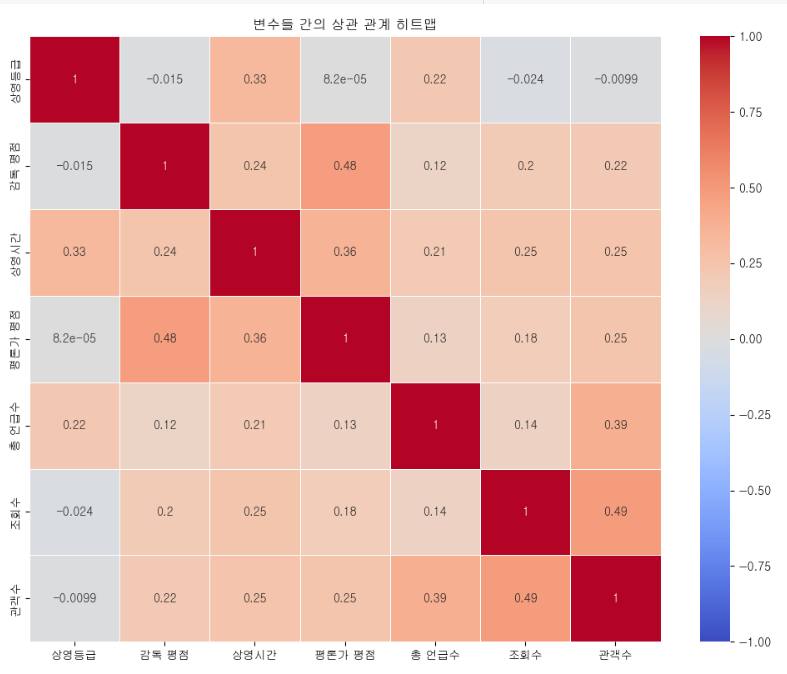 변수들 간의 상관 관계 히트맵
상영등급 1 -0.015 0.33 8.2e-05 0.22 -0.024 -0.0099
감독 평점 -0.015 1 0.24 0.48 0.12 0.2 0.22
상영시간 0.33 0.24 1 0.36 0.21 0.25 0.25
평론가 평점 8.2e-05 0.48 0.36 1 0.13 0.18 0.25
총 언급수 0.22 0.12 0.21 0.13 1 0.14 0.39
조회수 -0.024 0.2 0.25 0.18 0.14 1 0.49
관객수 -0.0099 0.22 0.25 0.25 0.39 0.49 1
상영등급 감독 평점 상영시간 평론가 평점 총 언급수 조회수 관객수
1.00
0.75
0.50
0.25
0.00
-0.25
-0.50
-0.75
-1.00